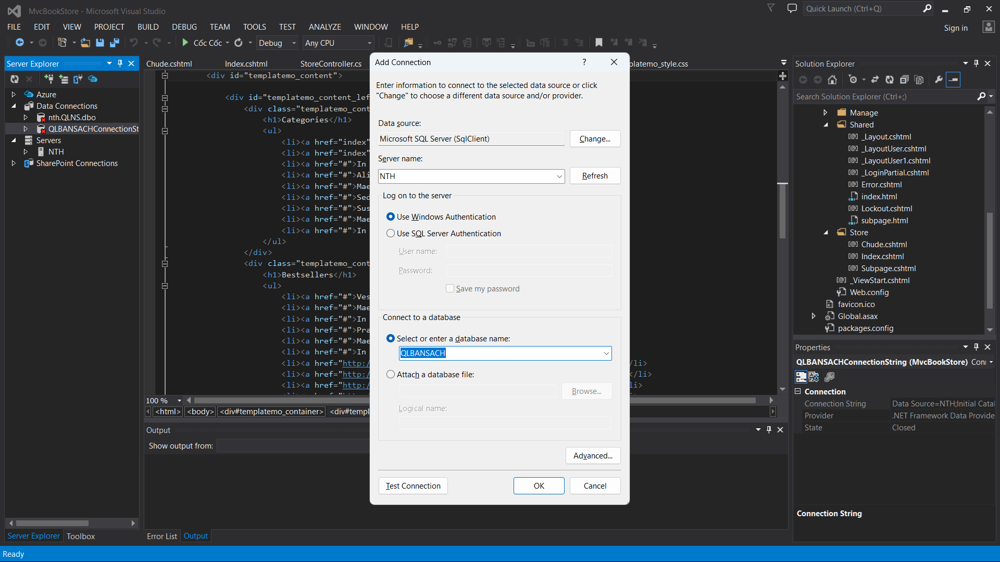 MvcBookStore - Microsoft Visual Studio
Quick Launch (Ctrl+Q)
FILE EDIT VIEW PROJECT BUILD DEBUG TEAM TOOLS TEST ANALYZE WINDOW HELP
Sign in
Cốc Cốc Debug Any CPU
Server Explorer
Azure
Data Connections
nth.QLNS.dbo
QLBANSACHConnectionSt
Servers
NTH
SharePoint Connections
Server Explorer Toolbox
Chude.cshtml Index.cshtml StoreController.cs platemo_style.css
<div id="templatemo_content">
<div id="templatemo_content_lef
<div class="templatemo_cont
<h1>Categories</h1>
<ul>
<li><a href="index"
<li><a href="index"
<li><a href="#">In
<li><a href="#">Ali
<li><a href="#">Mae
<li><a href="#">Sed
<li><a href="#">Sus
<li><a href="#">Mae
<li><a href="#">In
</ul>
</div>
<div class="templatemo_cont
<h1>Bestsellers</h1>
<ul>
<li><a href="#">Ves
<li><a href="#">Mae
<li><a href="#">In
<li><a href="#">Pra
<li><a href="#">Mae
<li><a href="#">In
<li><a href="http:/ </li>
<li><a href="http:/ </li>
<li><a href="http:/ li>
100 %
<html> <body> <div#templatemo_container> <div#templ
Output
Show output from:
Error List Output
Add Connection ?
Enter information to connect to the selected data source or click
"Change" to choose a different data source and/or provider.
Data source:
Microsoft SQL Server (SqlClient) Change...
Server name:
NTH Refresh
Log on to the server
Use Windows Authentication
Use SQL Server Authentication
User name:
Password:
Save my password
Connect to a database
Select or enter a database name:
QLBANSACH
Attach a database file:
Browse...
Logical name:
Advanced...
Test Connection OK Cancel
Solution Explorer
Search Solution Explorer (Ctrl+;)
Manage
Shared
_Layout.cshtml
_LayoutUser.cshtml
_LayoutUser1.cshtml
_LoginPartial.cshtml
Error.cshtml
index.html
Lockout.cshtml
subpage.html
Store
Chude.cshtml
Index.cshtml
Subpage.cshtml
_ViewStart.cshtml
Web.config
favicon.ico
Global.asax
packages.config
Properties
QLBANSACHConnectionString (MvcBookStore) Conn
Connection
Connection String Data Source=NTH;Initial Catal
Provider .NET Framework Data Provide
State Closed
Connection String
Ready